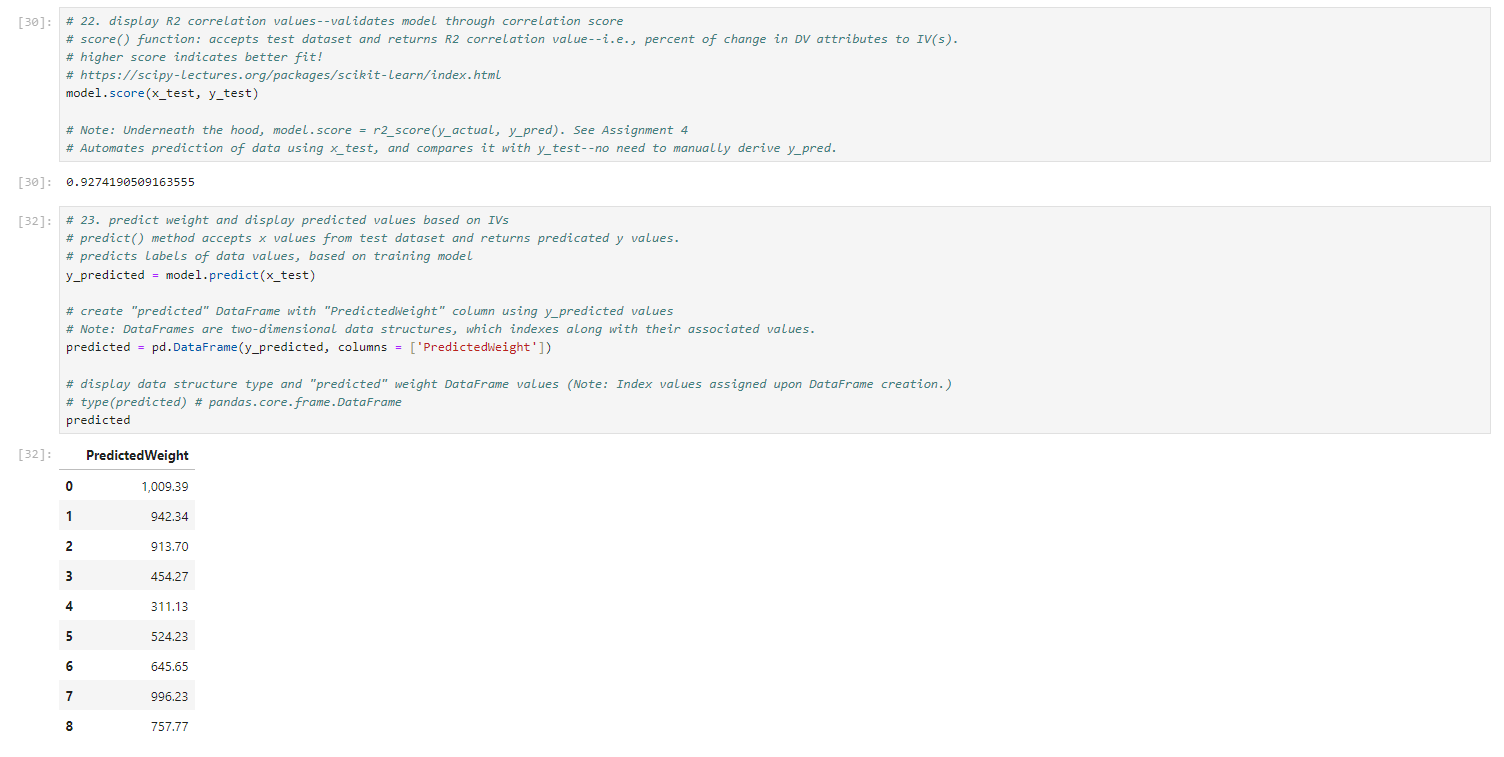 [30]: # 22. display R2 correlation values--validates model through correlation score
# score() function: accepts test dataset and returns R2 correlation value--i.e., percent of change in DV attributes to IV(s).
# higher score indicates better fit!
# https://scipy-lectures.org/packages/scikit-learn/index.html
model.score(x_test, y_test)
# Note: Underneath the hood, model.score = r2_score(y_actual, y_pred). See Assignment 4
# Automates prediction of data using x_test, and compares it with y_test--no need to manually derive y_pred.
[30]: 0.9274190509163555
[32]: # 23. predict weight and display predicted values based on IVs
# predict() method accepts x values from test dataset and returns predicated y values.
# predicts labels of data values, based on training model
y_predicted = model.predict(x_test)
# create "predicted" DataFrame with "PredictedWeight" column using y_predicted values
# Note: DataFrames are two-dimensional data structures, which indexes along with their associated values.
predicted = pd.DataFrame(y_predicted, columns = ['PredictedWeight'])
# display data structure type and "predicted" weight DataFrame values (Note: Index values assigned upon DataFrame creation.)
# type(predicted) # pandas.core.frame.DataFrame
predicted
[32]: PredictedWeight
0 1,009.39
1 942.34
2 913.70
3 454.27
4 311.13
5 524.23
6 645.65
7 996.23
8 757.77